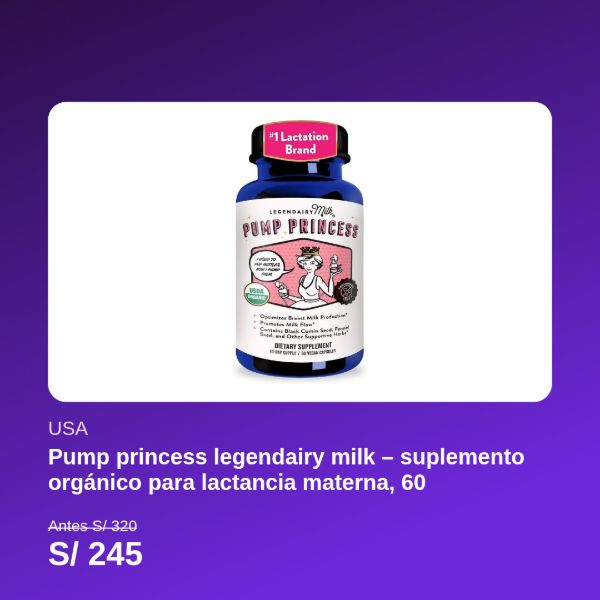 #1 Lactation
Brand
LEGENDAIRY Milk
PUMP PRINCESS
USDA
ORGANIC
Optimizes Breast Milk Production*
Promotes Milk Flow*
Contains Black Cumin Seed, Fennel
Seed, and Other Supportive Herbs*
DIETARY SUPPLEMENT
USA
Pump princess legendairy milk – suplemento
orgánico para lactancia materna, 60
Antes S/ 320
S/ 245